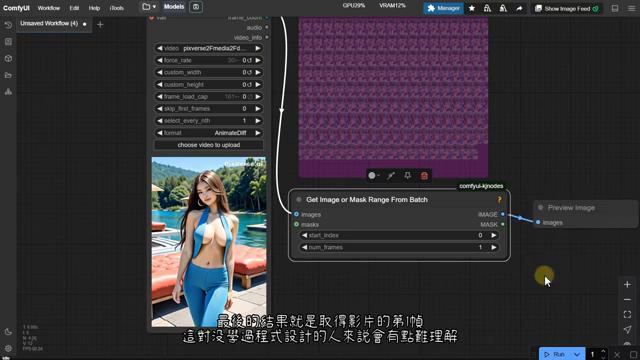 ComfyUI
Workflow
Edit
Help
iTools
Models
GPU29%
VRAM12%
Manager
Show Image Feed
Unsaved Workflow (4)
frame_count
audio
video_info
video
force_rate
custom_width 0
custom_height 0
frame_load_cap
skip_first_frames 0
select_every_nth 1
format AnimateDiff
choose video to upload
comfyui-kjnodes
Get Image or Mask Range From Batch ?
images IMAGE
masks MASK
start_index 0
num_frames 1
Preview Image
images
最後的結果就是取得影片的第1幀
這對沒學過程式設計的人來說會有點難理解
Run 1